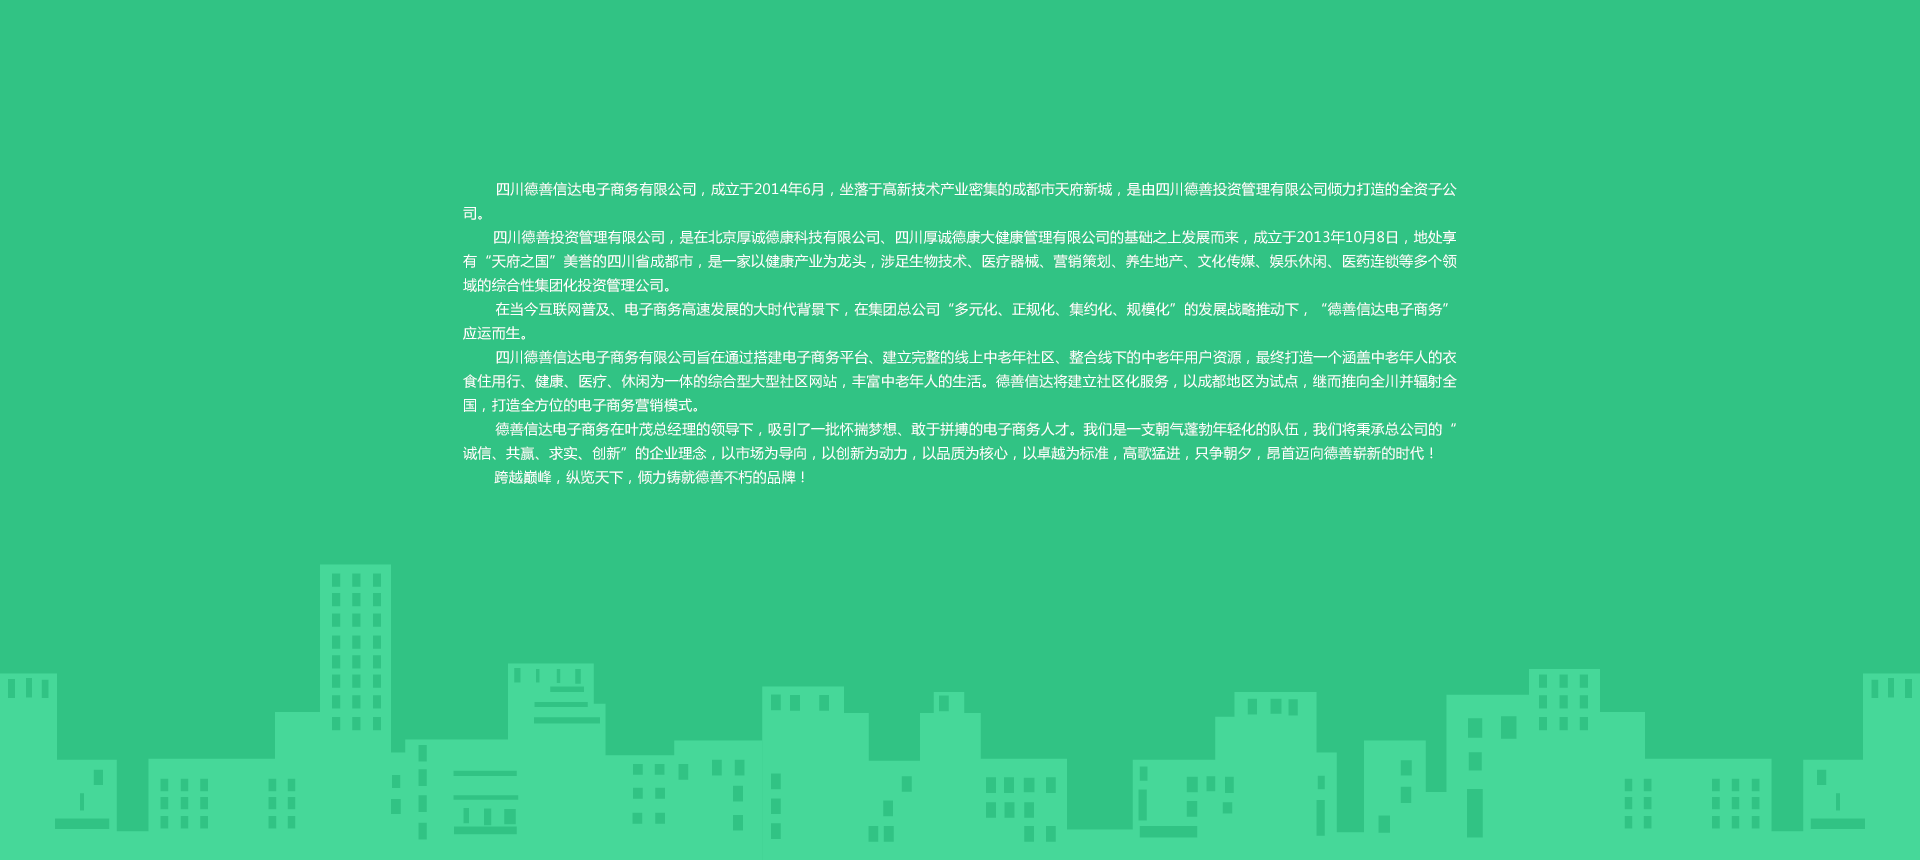 四川德善信达电子商务有限公司，成立于2014年6月，坐落于高新技术产业密集的成都市天府新城，是由四川德善投资管理有限公司倾力打造的全资子公
司。
四川德善投资管理有限公司，是在北京厚诚德康科技有限公司、四川厚诚德康大健康管理有限公司的基础之上发展而来，成立于2013年10月8日，地处享
有“天府之国”美誉的四川省成都市，是一家以健康产业为龙头，涉足生物技术、医疗器械、营销策划、养生地产、文化传媒、娱乐休闲、医药连锁等多个领
域的综合性集团化投资管理公司。
在当今互联网普及、电子商务高速发展的大时代背景下，在集团总公司“多元化、正规化、集约化、规模化”的发展战略推动下，“德善信达电子商务”
应运而生。
四川德善信达电子商务有限公司旨在通过搭建电子商务平台、建立完整的线上中老年社区、整合线下的中老年用户资源，最终打造一个涵盖中老年人的衣
食住用行、健康、医疗、休闲为一体的综合型大型社区网站，丰富中老年人的生活。德善信达将建立社区化服务，以成都地区为试点，继而推向全川并辐射全
国，打造全方位的电子商务营销模式。
德善信达电子商务在叶茂总经理的领导下，吸引了一批怀揣梦想、敢于拼搏的电子商务人才。我们是一支朝气蓬勃年轻化的队伍，我们将秉承总公司的“
诚信、共赢、求实、创新”的企业理念，以市场为导向，以创新为动力，以品质为核心，以卓越为标准，高歌猛进，只争朝夕，昂首迈向德善崭新的时代！
跨越巅峰，纵览天下，倾力铸就德善不朽的品牌！